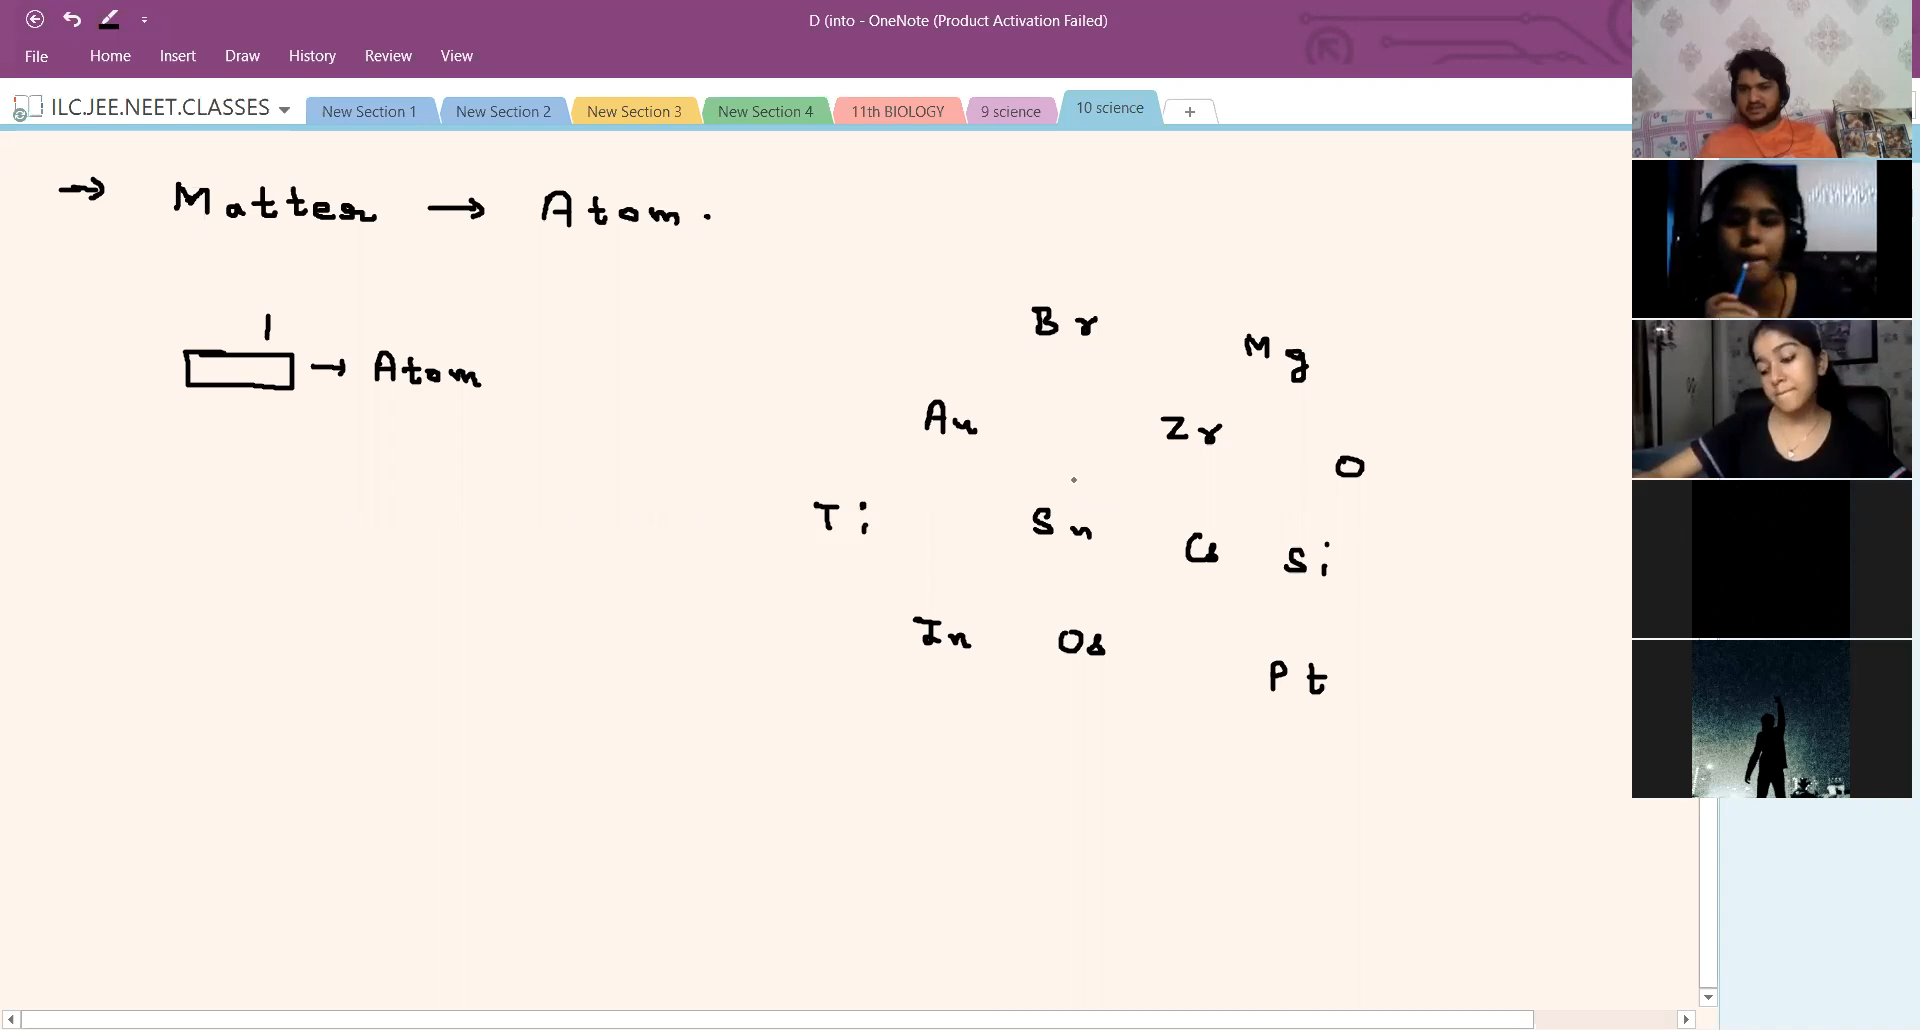 D (into - OneNote (Product Activation Failed)
File Home Insert Draw History Review View
ILC.JEE.NEET.CLASSES New Section 1 New Section 2 New Section 3 New Section 4 11th BIOLOGY 9 science 10 science +
→ Matter → Atom.
1
→ Atom
Br
Mg
Au
Zr
O
Ti
Sn
Si
In
Os
Pt